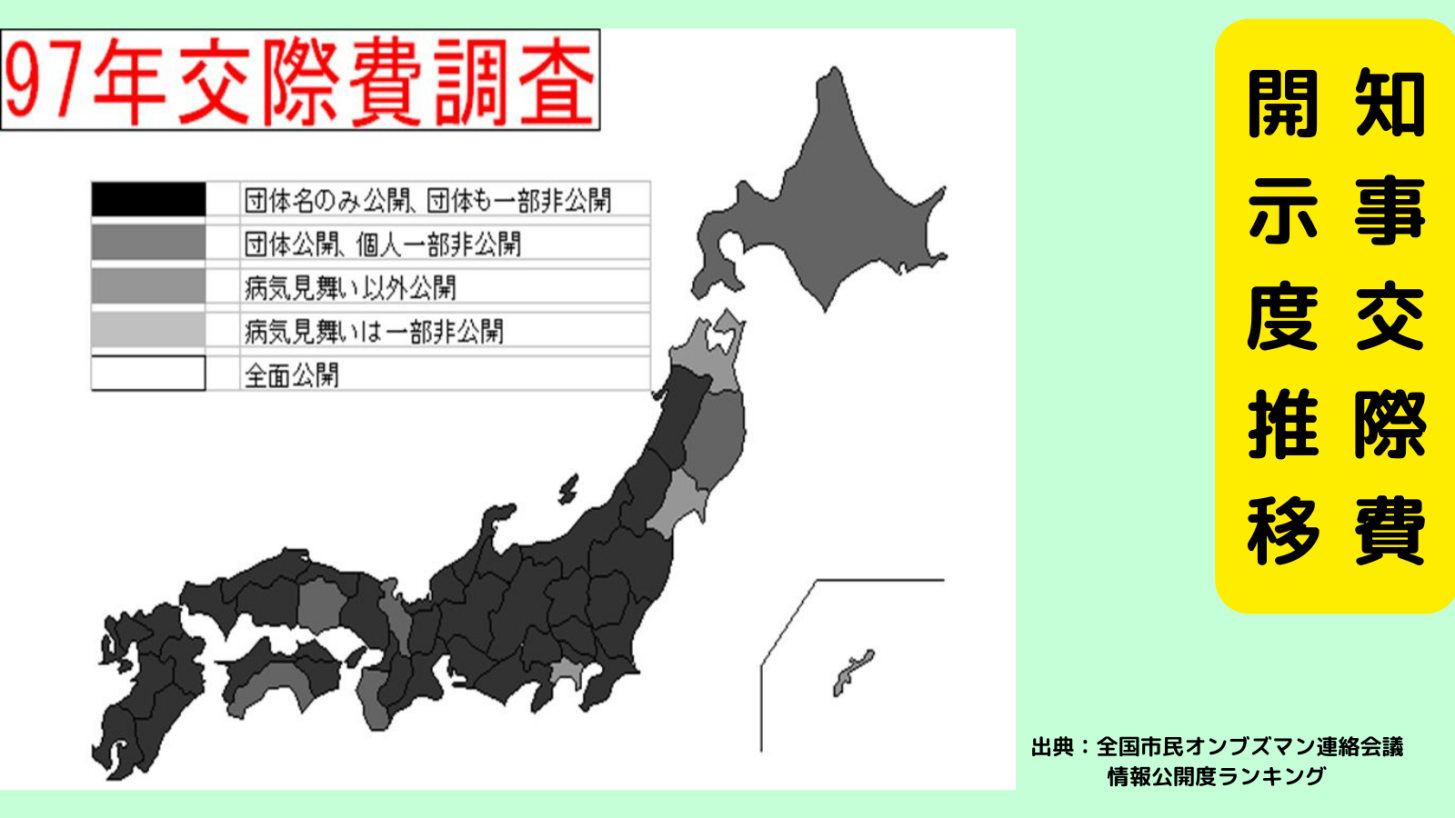 97年交際費調査
団体名のみ公開、団体も一部非公開
団体公開、個人一部非公開
病気見舞い以外公開
病気見舞いは一部非公開
全面公開
知事交際費
開示度推移
出典：全国市民オンブズマン連絡会議
情報公開度ランキング